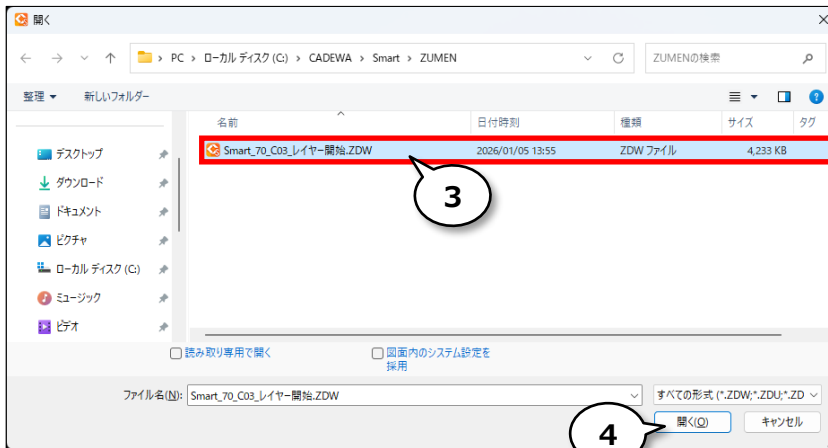 開く
PC › ローカル ディスク (C:) › CADEWA › Smart › ZUMEN
ZUMENの検索
整理 新しいフォルダー
名前 日付時刻 種類 サイズ タグ
デスクトップ
Smart_70_C03_レイヤー開始.ZDW 2026/01/05 13:55 ZDW ファイル 4,233 KB
3
ダウンロード
ドキュメント
ピクチャ
ローカル ディスク (C:)
ミュージック
ビデオ
読み取り専用で開く
図面内のシステム設定を
採用
ファイル名(N): Smart_70_C03_レイヤー開始.ZDW
すべての形式 (*.ZDW;*.ZDU;*.ZD
4
開く(O) キャンセル